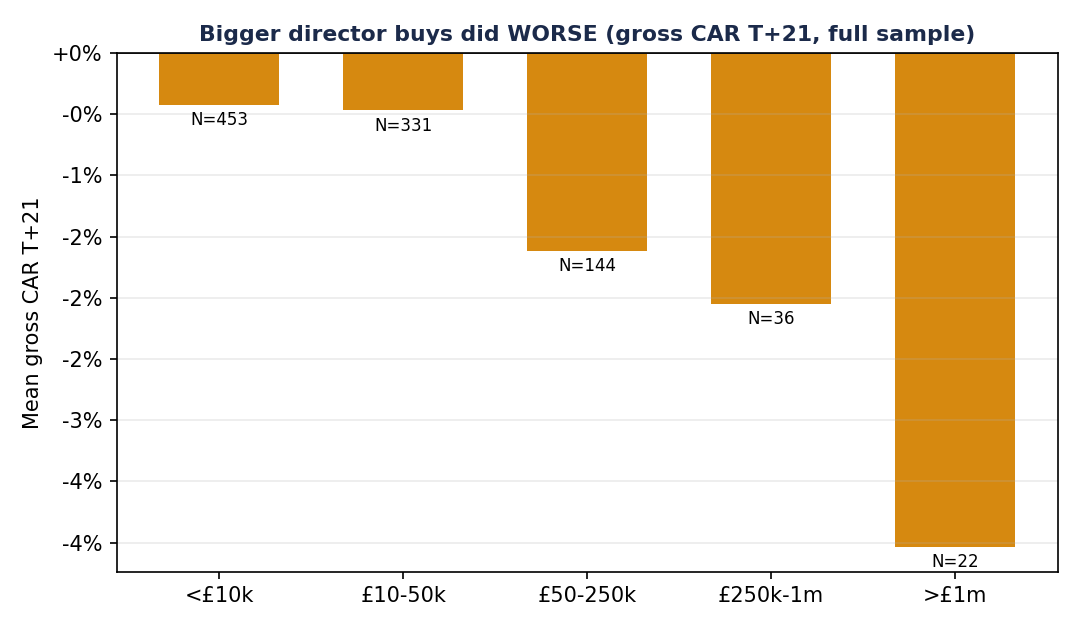 Bigger director buys did WORSE (gross CAR T+21, full sample)
+0%
-0%
-1%
-2%
-2%
-2%
-3%
-4%
-4%
Mean gross CAR T+21
N=453
N=331
N=144
N=36
N=22
<£10k
£10-50k
£50-250k
£250k-1m
>£1m